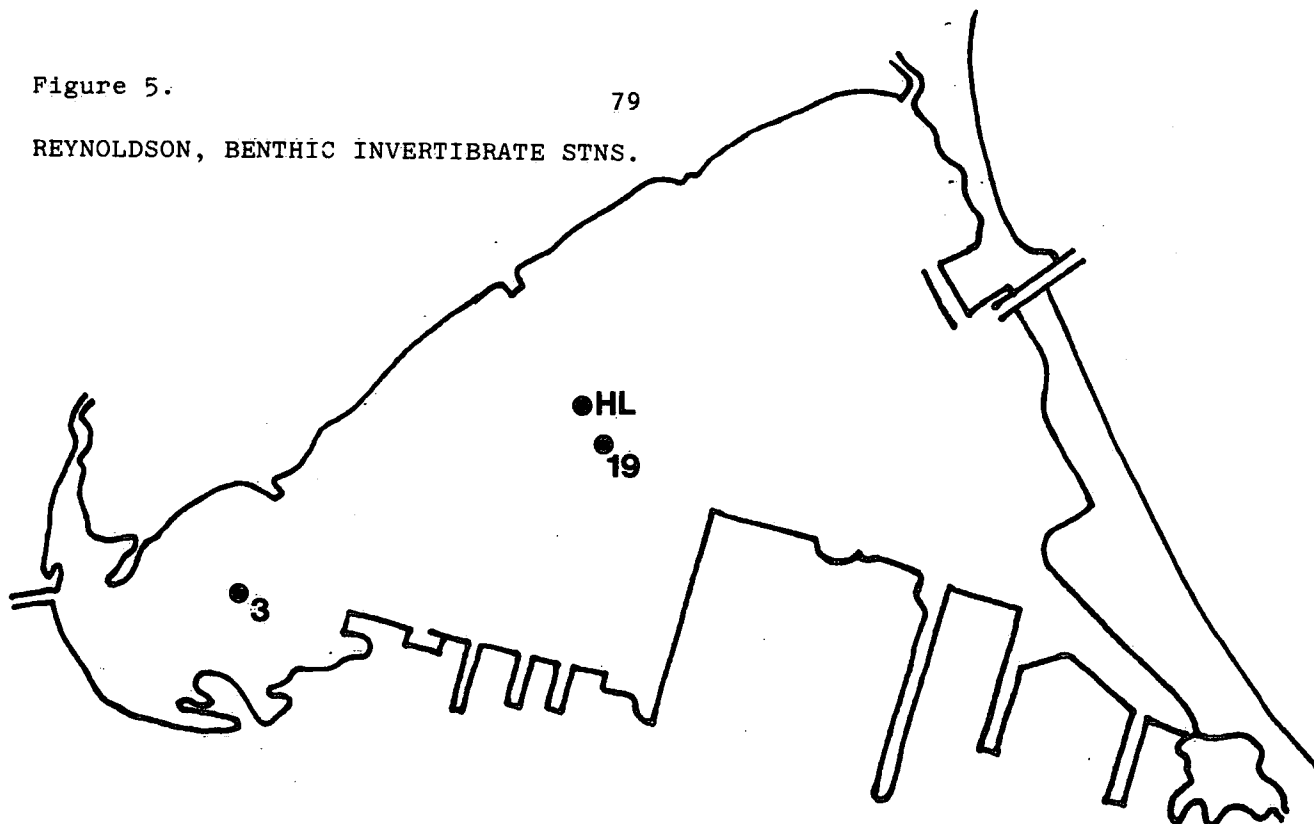 Figure 5.
79
REYNOLDSON, BENTHIC INVERTIBRATE STNS.
HL
19
3